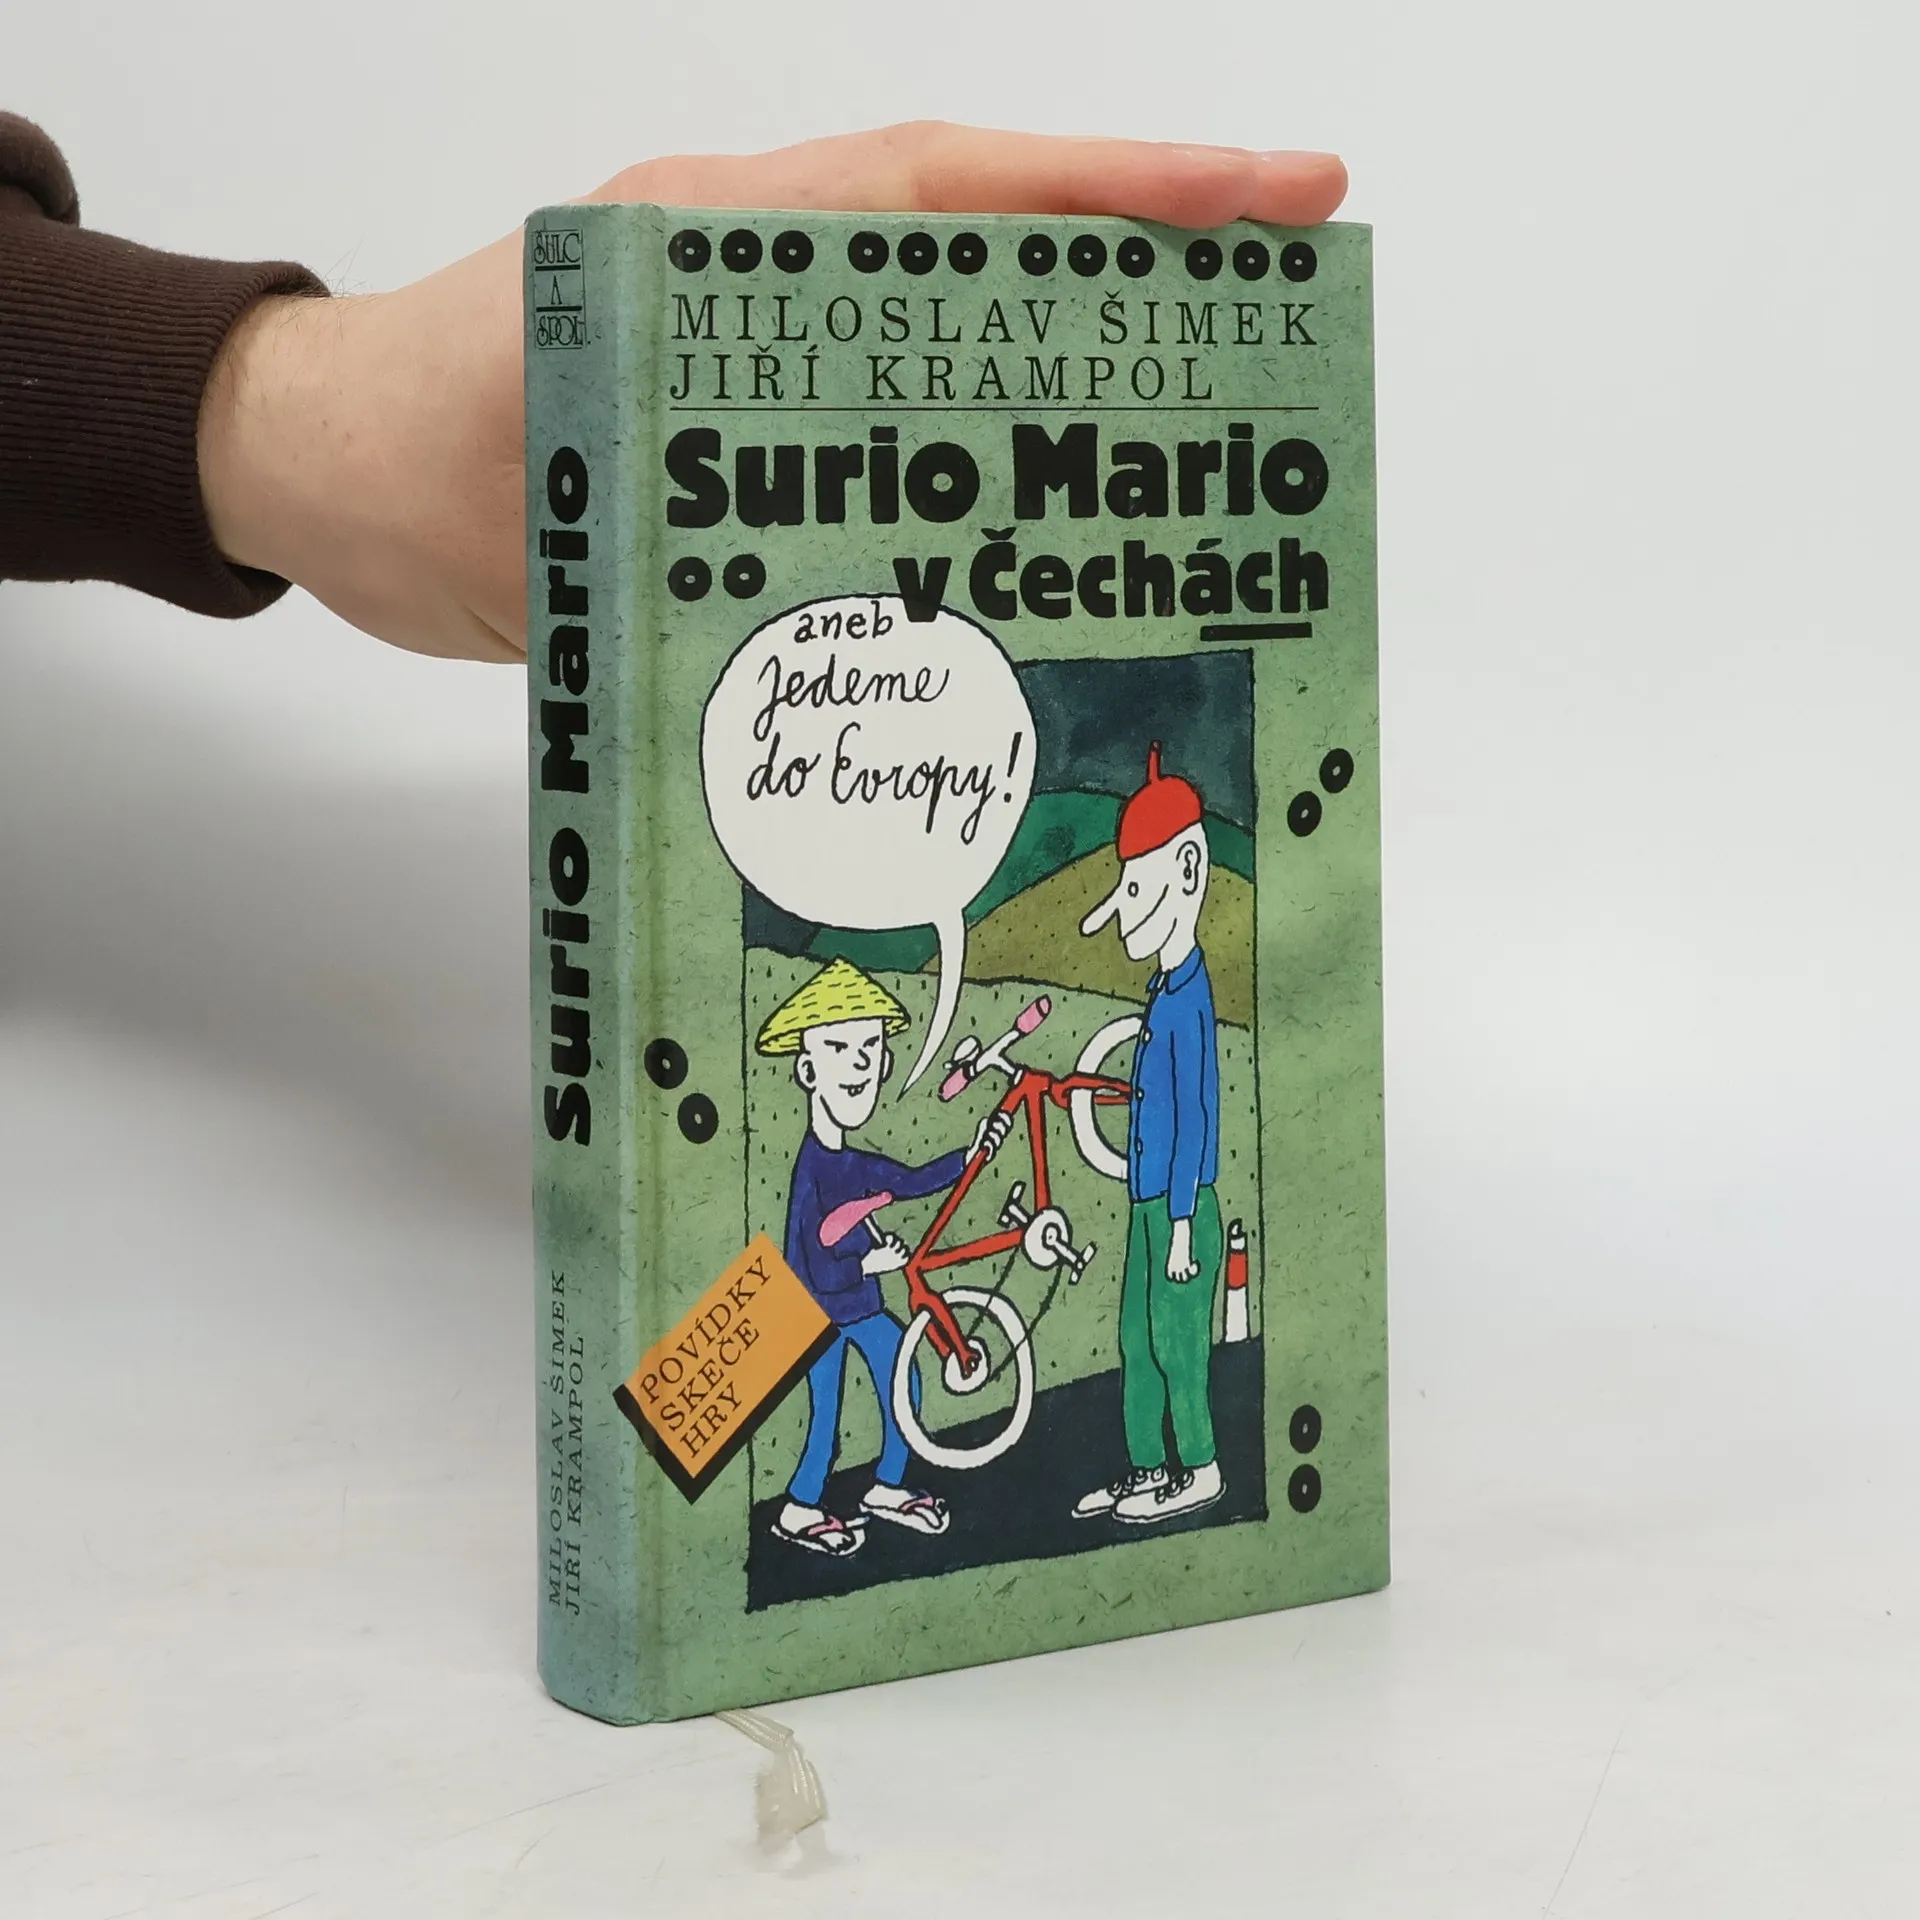 MILOSLAV ŠIMEK
JIŘÍ KRAMPOL
Surio Mario
v Čechách
aneb
Jedeme
do Evropy!
POVÍDKY
SKEČE
HRY
ŠULC
A
SPOL.
Surio Mario
MILOSLAV ŠIMEK
JIŘÍ KRAMPOL